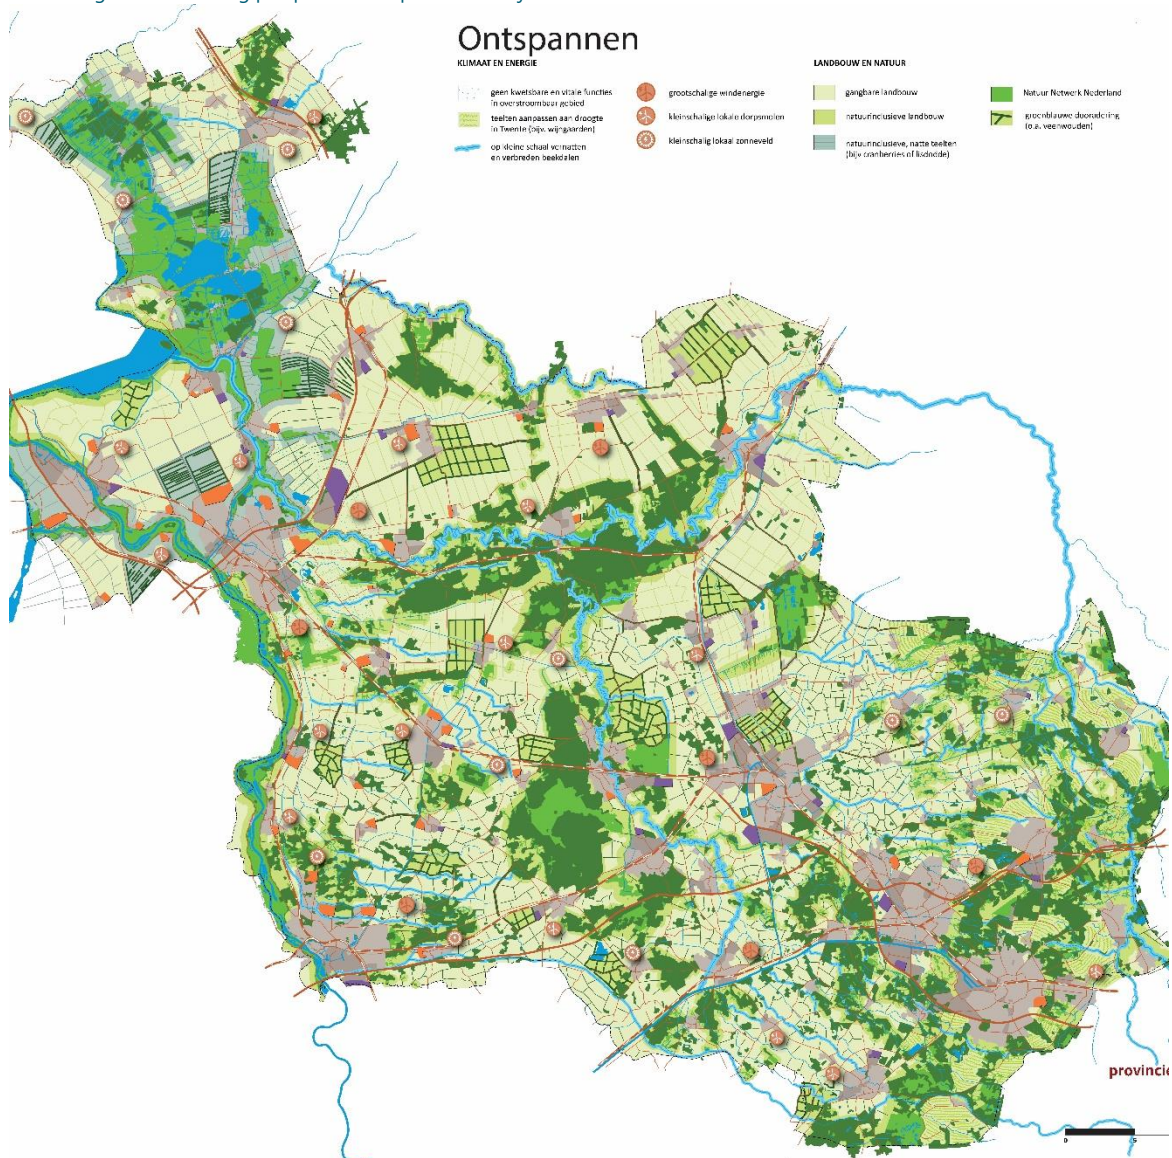 Ontspannen
KLIMAAT EN ENERGIE
geen kwetsbare en vitale functies
in overstroombaar gebied
teelten aanpassen aan droogte
in Twente (bijv. wijngaarden)
op kleine schaal vernatten
en verbreden beekdalen
grootschalige windenergie
kleinschalige lokale dorpsmolen
kleinschalig lokaal zonneveld
LANDBOUW EN NATUUR
gangbare landbouw
natuurinclusieve landbouw
natuurinclusieve, natte teelten
(bijv cranberries of lisdodde)
Natuur Netwerk Nederland
groenblauwe dooradering
(o.a. veenwouden)
provincie
0 5